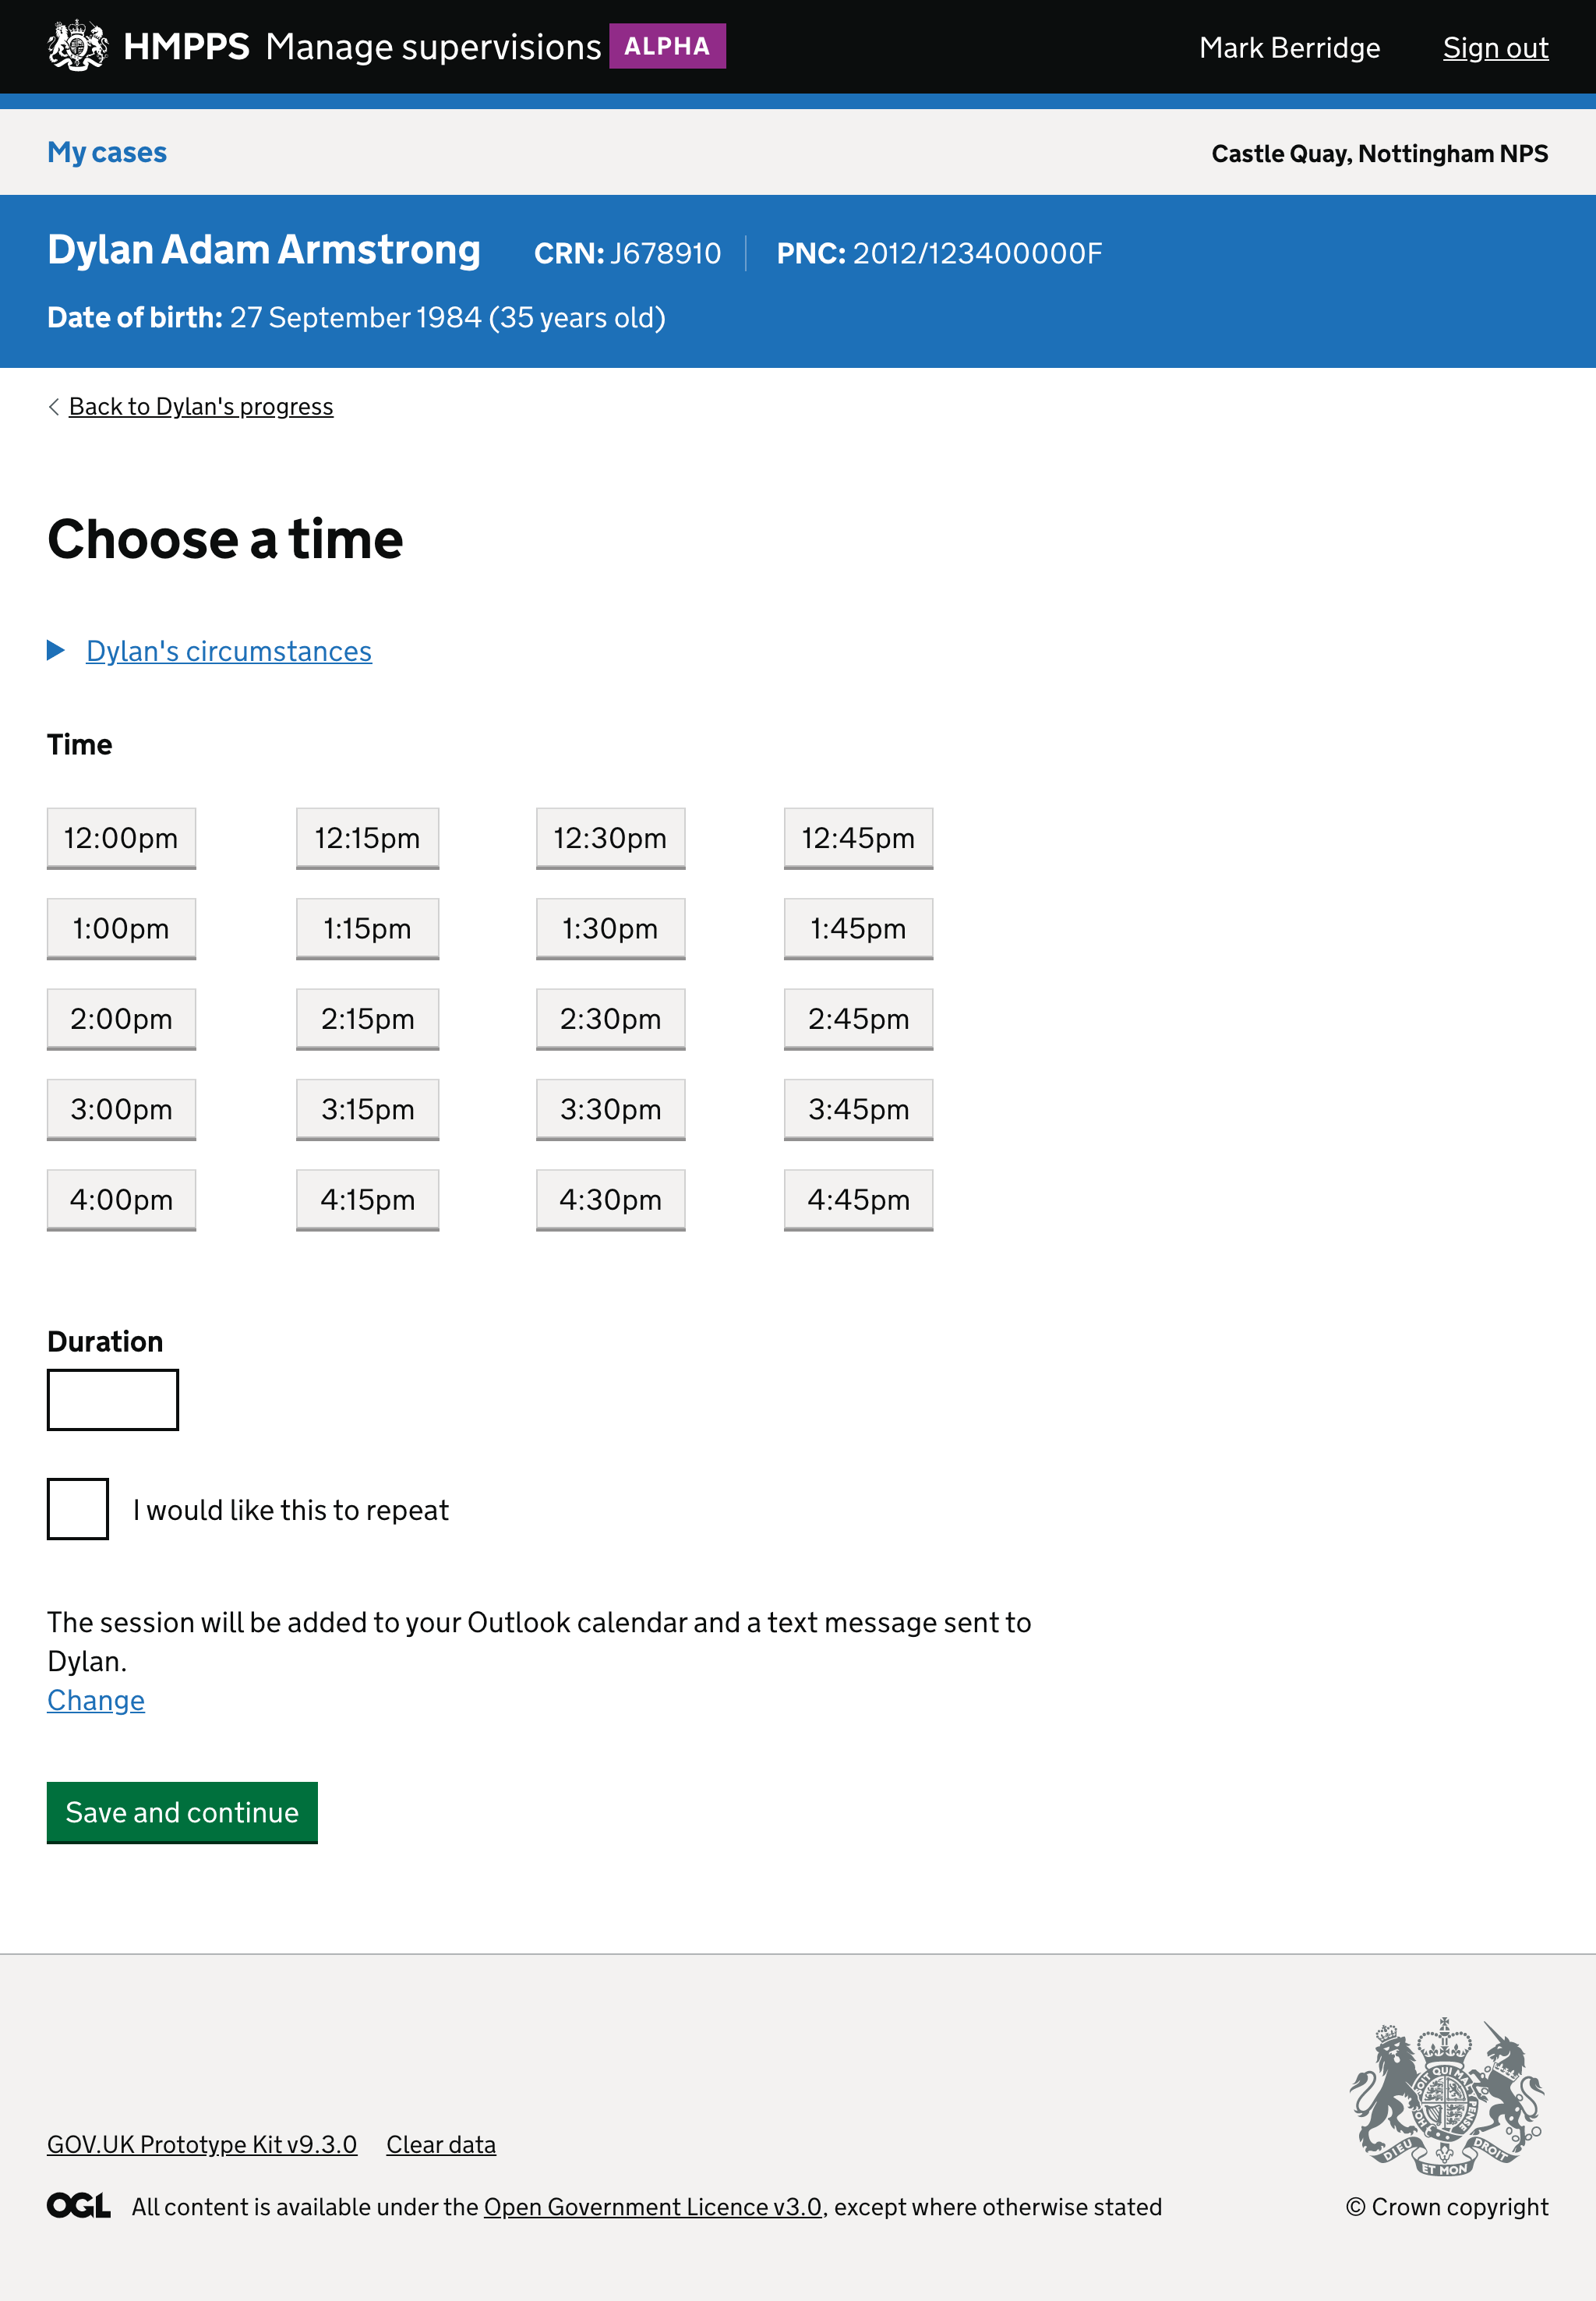 HMPPS Manage supervisions ALPHA Mark Berridge Sign out
My cases Castle Quay, Nottingham NPS
Dylan Adam Armstrong CRN: J678910 PNC: 2012/123400000F
Date of birth: 27 September 1984 (35 years old)
Back to Dylan's progress
Choose a time
Dylan's circumstances
Time
12:00pm 12:15pm 12:30pm 12:45pm
1:00pm 1:15pm 1:30pm 1:45pm
2:00pm 2:15pm 2:30pm 2:45pm
3:00pm 3:15pm 3:30pm 3:45pm
4:00pm 4:15pm 4:30pm 4:45pm
Duration
I would like this to repeat
The session will be added to your Outlook calendar and a text message sent to
Dylan.
Change
Save and continue
DIEU ET MON DROIT
GOV.UK Prototype Kit v9.3.0 Clear data
OGL All content is available under the Open Government Licence v3.0, except where otherwise stated © Crown copyright